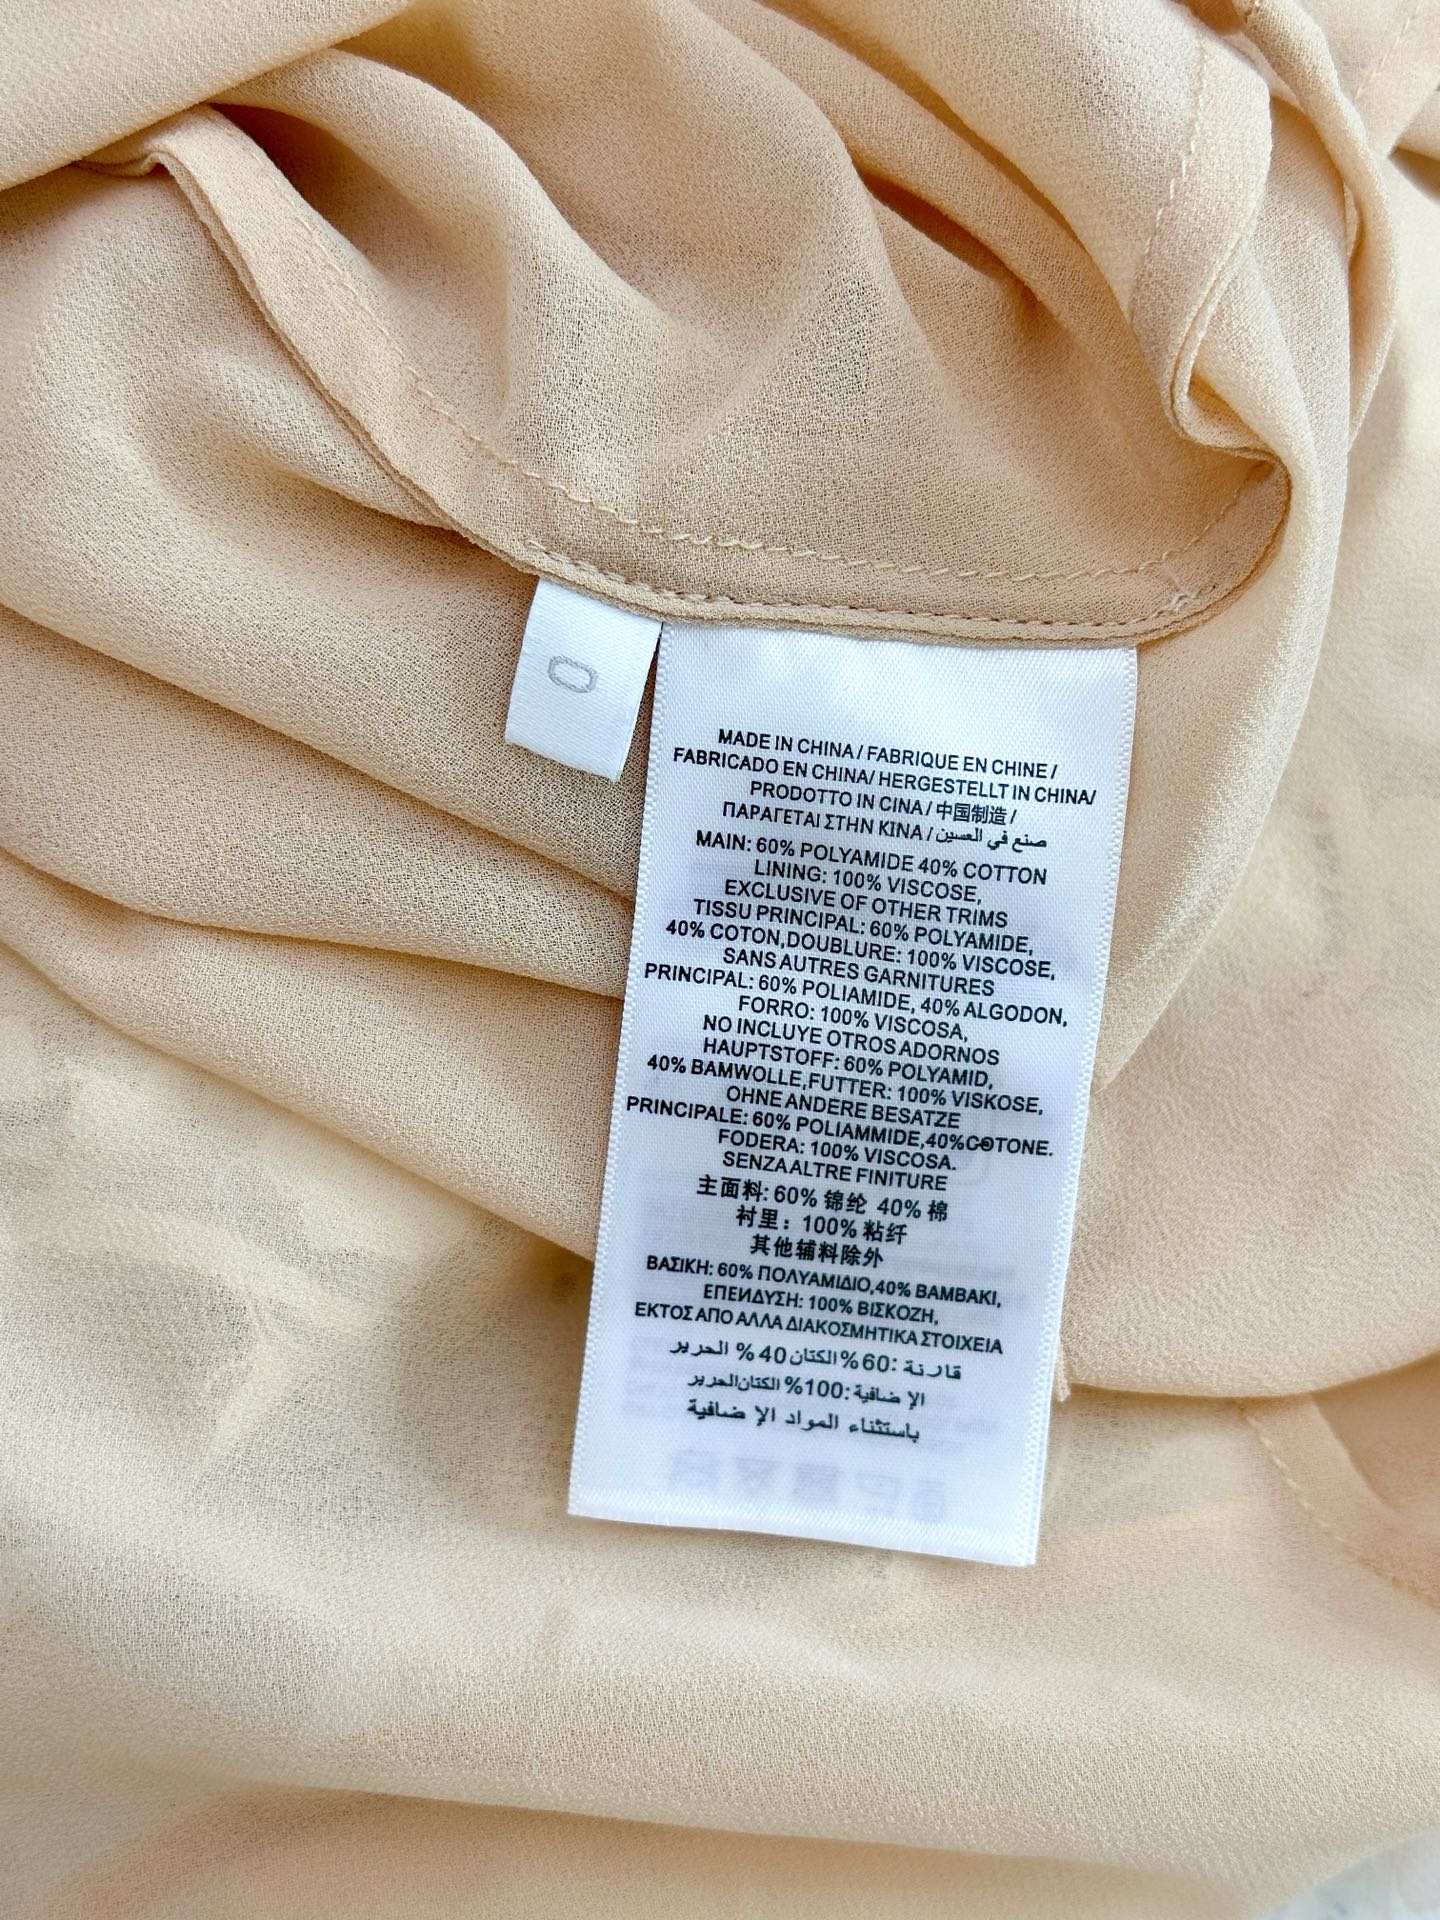 0
MADE IN CHINA / FABRIQUE EN CHINE /
FABRICADO EN CHINA/ HERGESTELLT IN CHINA/
PRODOTTO IN CINA / 中国制造 /
ΠΑΡΑΓΕΤΑΙ ΣΤΗΝ ΚΙΝΑ / صنع في العسين
MAIN: 60% POLYAMIDE 40% COTTON
LINING: 100% VISCOSE,
EXCLUSIVE OF OTHER TRIMS
TISSU PRINCIPAL: 60% POLYAMIDE,
40% COTON,DOUBLURE: 100% VISCOSE,
SANS AUTRES GARNITURES
PRINCIPAL: 60% POLIAMIDE, 40% ALGODON,
FORRO: 100% VISCOSA,
NO INCLUYE OTROS ADORNOS
HAUPTSTOFF: 60% POLYAMID,
40% BAMWOLLE,FUTTER: 100% VISKOSE,
OHNE ANDERE BESATZE
PRINCIPALE: 60% POLIAMMIDE,40%COTONE.
FODERA: 100% VISCOSA.
SENZA ALTRE FINITURE
主面料: 60% 锦纶 40% 棉
衬里：100% 粘纤
其他辅料除外
ΒΑΣΙΚΗ: 60% ΠΟΛΥΑΜΙΔΙΟ,40% ΒΑΜΒΑΚΙ,
ΕΠΕИΔΥΣΗ: 100% ΒΙΣΚΟΖΗ,
ΕΚΤΟΣ ΑΠΟ ΑΛΛΑ ΔΙΑΚΟΣΜΗΤΙΚΑ ΣΤΟΙΧΕΙΑ
قارنة :60% الكتان 40 % الحرير
الإ ضافية :100% الكتان الحرير
باستثناء المواد الإ ضافية